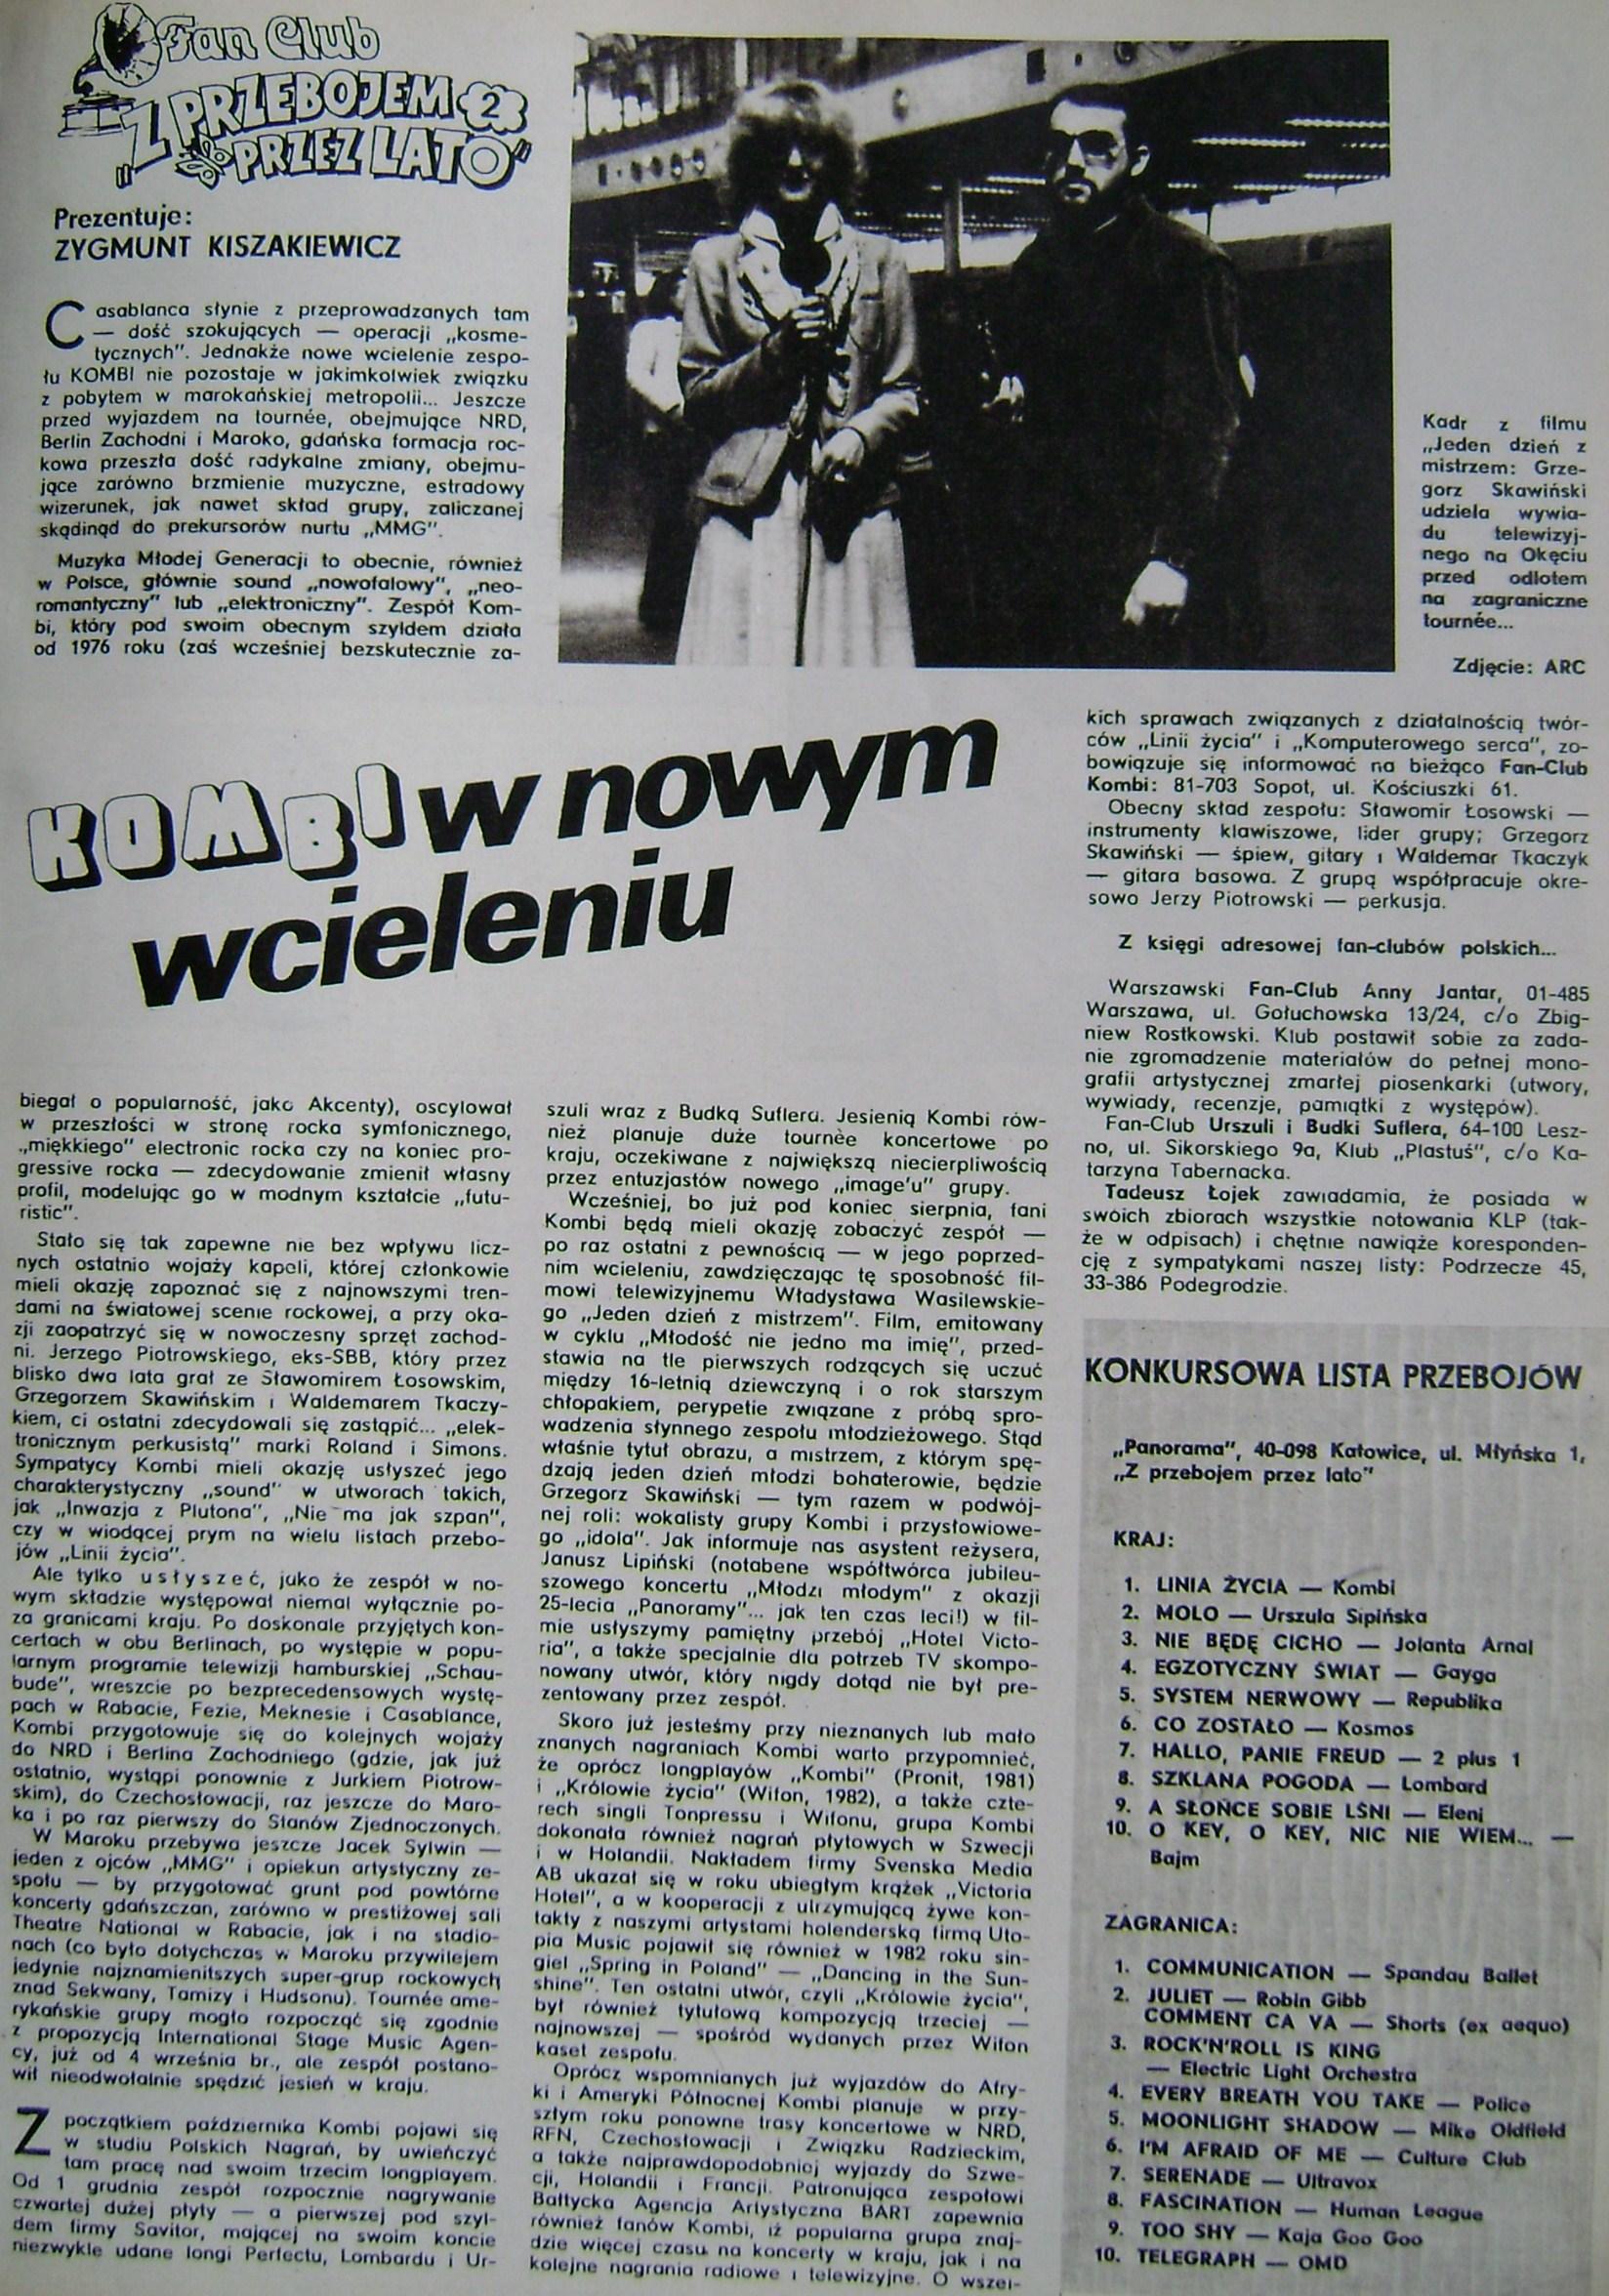 Fan Club
„Z PRZEBOJEM 2
PRZEZ LATO"
Prezentuje:
ZYGMUNT KISZAKIEWICZ
Casablanca słynie z przeprowadzanych tam
— dość szokujących — operacji „kosme-
tycznych". Jednakże nowe wcielenie zespo-
łu KOMBI nie pozostaje w jakimkolwiek związku
z pobytem w marokańskiej metropolii... Jeszcze
przed wyjazdem na tournée, obejmujące NRD,
Berlin Zachodni i Maroko, gdańska formacja roc-
kowa przeszła dość radykalne zmiany, obejmu-
jące zarówno brzmienie muzyczne, estradowy
wizerunek, jak nawet skład grupy, zaliczanej
skądinąd do prekursorów nurtu „MMG".
Muzyka Młodej Generacji to obecnie, również
w Polsce, głównie sound „nowofalowy", „neo-
romantyczny" lub „elektroniczny". Zespół Kom-
bi, który pod swoim obecnym szyldem działa
od 1976 roku (zaś wcześniej bezskutecznie za-
Kadr z filmu
„Jeden dzień z
mistrzem: Grze-
gorz Skawiński
udziela wywia-
du telewizyj-
nego na Okęciu
przed odlotem
na zagraniczne
tournée...
Zdjęcie: ARC
KOMBI w nowym
wcieleniu
biegał o popularność, jako Akcenty), oscylował
w przeszłości w stronę rocka symfonicznego,
„miękkiego" electronic rocka czy na koniec pro-
gressive rocka — zdecydowanie zmienił własny
profil, modelując go w modnym kształcie „futu-
ristic".
Stało się tak zapewne nie bez wpływu licz-
nych ostatnio wojaży kapeli, której członkowie
mieli okazję zapoznać się z najnowszymi tren-
dami na światowej scenie rockowej, a przy oka-
zji zaopatrzyć się w nowoczesny sprzęt zachod-
ni. Jerzego Piotrowskiego, eks-SBB, który przez
blisko dwa lata grał ze Sławomirem Łosowskim,
Grzegorzem Skawińskim i Waldemarem Tkaczy-
kiem, ci ostatni zdecydowali się zastąpić... „elek-
tronicznym perkusistą" marki Roland i Simons.
Sympatycy Kombi mieli okazję usłyszeć jego
charakterystyczny „sound" w utworach takich,
jak „Inwazja z Plutona", „Nie ma jak szpan",
czy w wiodącej prym na wielu listach przebo-
jów „Linii życia".
Ale tylko usłyszeć, jako że zespół w no-
wym składzie występował niemal wyłącznie po-
za granicami kraju. Po doskonale przyjętych kon-
certach w obu Berlinach, po występie w popu-
larnym programie telewizji hamburskiej „Schau-
bude", wreszcie po bezprecedensowych wystę-
pach w Rabacie, Fezie, Meknesie i Casablance,
Kombi przygotowuje się do kolejnych wojaży
do NRD i Berlina Zachodniego (gdzie, jak już
ostatnio, wystąpi ponownie z Jurkiem Piotrow-
skim), do Czechosłowacji, raz jeszcze do Maro-
ka i po raz pierwszy do Stanów Zjednoczonych.
W Maroku przebywa jeszcze Jacek Sylwin —
jeden z ojców „MMG" i opiekun artystyczny ze-
społu — by przygotować grunt pod powtórne
koncerty gdańszczan, zarówno w prestiżowej sali
Theatre National w Rabacie, jak i na stadio-
nach (co było dotychczas w Maroku przywilejem
jedynie najznamienitszych super-grup rockowych
znad Sekwany, Tamizy i Hudsonu). Tournée ame-
rykańskie grupy mogło rozpocząć się zgodnie
z propozycją International Stage Music Agen-
cy, już od 4 września br., ale zespół postano-
wił nieodwołalnie spędzić jesień w kraju.
Z początkiem października Kombi pojawi się
w studiu Polskich Nagrań, by uwieńczyć
tam pracę nad swoim trzecim longplayem.
Od 1 grudnia zespół rozpocznie nagrywanie
czwartej dużej płyty — a pierwszej pod szyl-
dem firmy Savitor, mającej na swoim koncie
niezwykle udane longi Perfectu, Lombardu i Ur-
szuli wraz z Budką Suflera. Jesienią Kombi rów-
nież planuje duże tournèe koncertowe po
kraju, oczekiwane z największą niecierpliwością
przez entuzjastów nowego „image'u" grupy.
Wcześniej, bo już pod koniec sierpnia, fani
Kombi będą mieli okazję zobaczyć zespół —
po raz ostatni z pewnością — w jego poprzed-
nim wcieleniu, zawdzięczając tę sposobność fil-
mowi telewizyjnemu Władysława Wasilewskie-
go „Jeden dzień z mistrzem". Film, emitowany
w cyklu „Młodość nie jedno ma imię", przed-
stawia na tle pierwszych rodzących się uczuć
między 16-letnią dziewczyną i o rok starszym
chłopakiem, perypetie związane z próbą spro-
wadzenia słynnego zespołu młodzieżowego. Stąd
właśnie tytuł obrazu, a mistrzem, z którym spę-
dzają jeden dzień młodzi bohaterowie, będzie
Grzegorz Skawiński — tym razem w podwój-
nej roli: wokalisty grupy Kombi i przysłowiowe-
go „idola". Jak informuje nas asystent reżysera,
Janusz Lipiński (notabene współtwórca jubileu-
szowego koncertu „Młodzi młodym" z okazji
25-lecia „Panoramy"... jak ten czas leci!) w fil-
mie usłyszymy pamiętny przebój „Hotel Victo-
ria", a także specjalnie dla potrzeb TV skompo-
nowany utwór, który nigdy dotąd nie był pre-
zentowany przez zespół.
Skoro już jesteśmy przy nieznanych lub mało
znanych nagraniach Kombi warto przypomnieć,
że oprócz longplayów „Kombi" (Pronit, 1981)
i „Królowie życia" (Wifon, 1982), a także czte-
rech singli Tonpressu i Wifonu, grupa Kombi
dokonała również nagrań płytowych w Szwecji
i w Holandii. Nakładem firmy Svenska Media
AB ukazał się w roku ubiegłym krążek „Victoria
Hotel", a w kooperacji z utrzymującą żywe kon-
takty z naszymi artystami holenderską firmą Uto-
pia Music pojawił się również w 1982 roku sin-
giel „Spring in Poland" — „Dancing in the Sun-
shine". Ten ostatni utwór, czyli „Królowie życia",
był również tytułową kompozycją trzeciej —
najnowszej — spośród wydanych przez Wifon
kaset zespołu.
Oprócz wspomnianych już wyjazdów do Afry-
ki i Ameryki Północnej Kombi planuje w przy-
szłym roku ponowne trasy koncertowe w NRD,
RFN, Czechosłowacji i Związku Radzieckim,
a także najprawdopodobniej wyjazdy do Szwe-
cji, Holandii i Francji. Patronująca zespołowi
Bałtycka Agencja Artystyczna BART zapewnia
również fanów Kombi, iż popularna grupa znaj-
dzie więcej czasu na koncerty w kraju, jak i na
kolejne nagrania radiowe i telewizyjne. O wszel-
kich sprawach związanych z działalnością twór-
ców „Linii życia" i „Komputerowego serca", zo-
bowiązuje się informować na bieżąco Fan-Club
Kombi: 81-703 Sopot, ul. Kościuszki 61.
Obecny skład zespołu: Sławomir Łosowski —
instrumenty klawiszowe, lider grupy; Grzegorz
Skawiński — śpiew, gitary i Waldemar Tkaczyk
— gitara basowa. Z grupą współpracuje okre-
sowo Jerzy Piotrowski — perkusja.
Z księgi adresowej fan-clubów polskich...
Warszawski Fan-Club Anny Jantar, 01-485
Warszawa, ul. Gołuchowska 13/24, c/o Zbig-
niew Rostkowski. Klub postawił sobie za zada-
nie zgromadzenie materiałów do pełnej mono-
grafii artystycznej zmarłej piosenkarki (utwory,
wywiady, recenzje, pamiątki z występów).
Fan-Club Urszuli i Budki Suflera, 64-100 Lesz-
no, ul. Sikorskiego 9a, Klub „Plastuś", c/o Ka-
tarzyna Tabernacka.
Tadeusz Łojek zawiadamia, że posiada w
swoich zbiorach wszystkie notowania KLP (tak-
że w odpisach) i chętnie nawiąże koresponden-
cję z sympatykami naszej listy: Podrzecze 45,
33-386 Podegrodzie.
KONKURSOWA LISTA PRZEBOJÓW
„Panorama", 40-098 Katowice, ul. Młyńska 1,
„Z przebojem przez lato"
KRAJ:
1. LINIA ŻYCIA — Kombi
2. MOLO — Urszula Sipińska
3. NIE BĘDĘ CICHO — Jolanta Arnal
4. EGZOTYCZNY ŚWIAT — Gayga
5. SYSTEM NERWOWY — Republika
6. CO ZOSTAŁO — Kosmos
7. HALLO, PANIE FREUD — 2 plus 1
8. SZKLANA POGODA — Lombard
9. A SŁOŃCE SOBIE LŚNI — Eleni
10. O KEY, O KEY, NIC NIE WIEM... —
Bajm
ZAGRANICA:
1. COMMUNICATION — Spandau Ballet
2. JULIET — Robin Gibb
COMMENT CA VA — Shorts (ex aequo)
3. ROCK'N'ROLL IS KING
— Electric Light Orchestra
4. EVERY BREATH YOU TAKE — Police
5. MOONLIGHT SHADOW — Mike Oldfield
6. I'M AFRAID OF ME — Culture Club
7. SERENADE — Ultravox
8. FASCINATION — Human League
9. TOO SHY — Kaja Goo Goo
10. TELEGRAPH — OMD